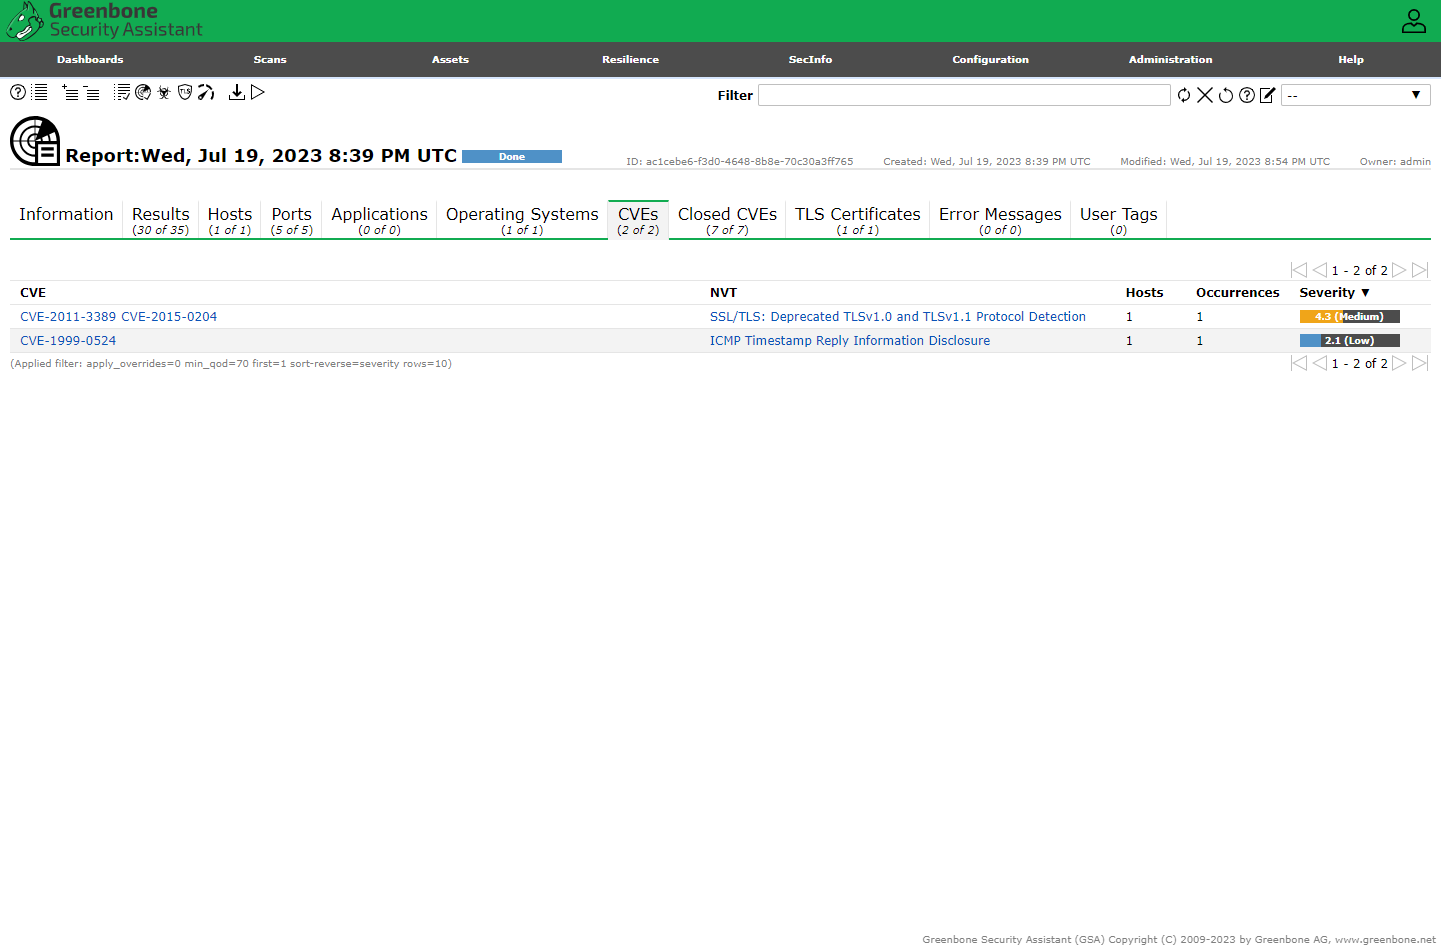 Greenbone
Security Assistant
Dashboards Scans Assets Resilience SecInfo Configuration Administration Help
Filter --
Report:Wed, Jul 19, 2023 8:39 PM UTC Done ID: ac1cebe6-f3d0-4648-8b8e-70c30a3ff765 Created: Wed, Jul 19, 2023 8:39 PM UTC Modified: Wed, Jul 19, 2023 8:54 PM UTC Owner: admin
Information Results Hosts Ports Applications Operating Systems CVEs Closed CVEs TLS Certificates Error Messages User Tags
(30 of 35) (1 of 1) (5 of 5) (0 of 0) (1 of 1) (2 of 2) (7 of 7) (1 of 1) (0 of 0) (0)
1 - 2 of 2
CVE NVT Hosts Occurrences Severity ▼
CVE-2011-3389 CVE-2015-0204 SSL/TLS: Deprecated TLSv1.0 and TLSv1.1 Protocol Detection 1 1 4.3 (Medium)
CVE-1999-0524 ICMP Timestamp Reply Information Disclosure 1 1 2.1 (Low)
(Applied filter: apply_overrides=0 min_qod=70 first=1 sort-reverse=severity rows=10) 1 - 2 of 2
Greenbone Security Assistant (GSA) Copyright (C) 2009-2023 by Greenbone AG, www.greenbone.net